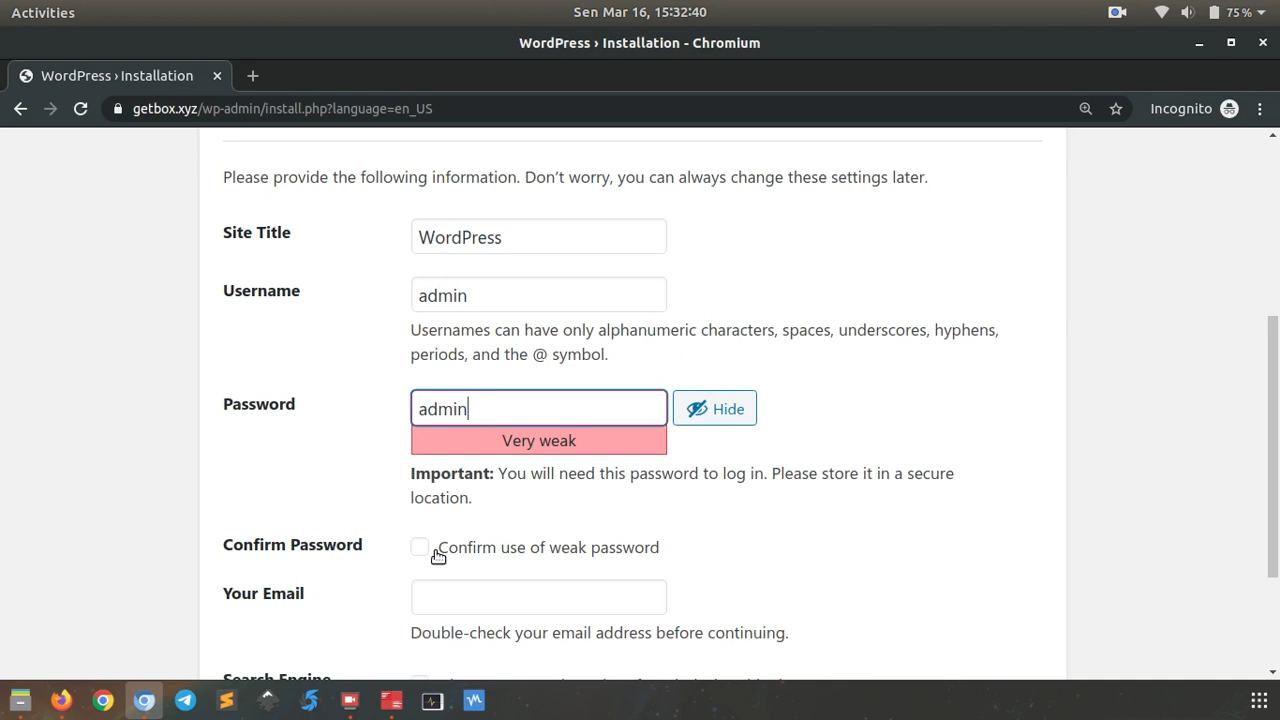 Activities
Sen Mar 16, 15:32:40
75 %
WordPress › Installation - Chromium
WordPress › Installation
getbox.xyz/wp-admin/install.php?language=en_US
Incognito
Please provide the following information. Don’t worry, you can always change these settings later.
Site Title
WordPress
Username
admin
Usernames can have only alphanumeric characters, spaces, underscores, hyphens,
periods, and the @ symbol.
Password
admin
Hide
Very weak
Important: You will need this password to log in. Please store it in a secure
location.
Confirm Password
Confirm use of weak password
Your Email
Double-check your email address before continuing.
Search Engine